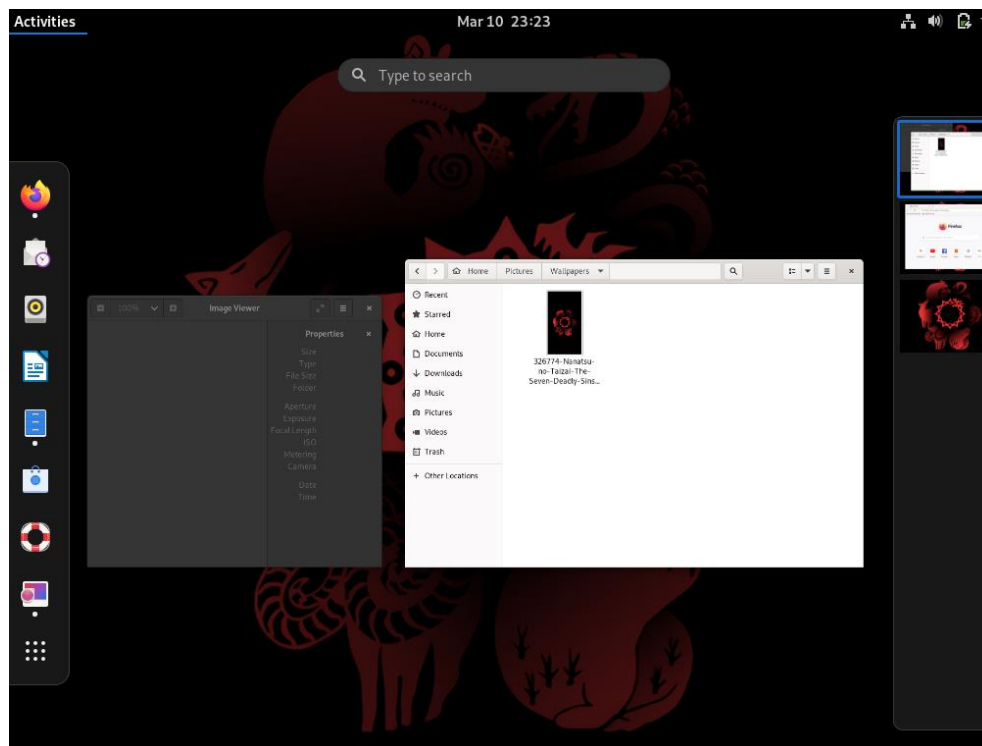 Activities
Mar 10 23:23
Type to search
Home
Pictures
Wallpapers
Recent
Starred
Home
Documents
Downloads
Music
Pictures
Videos
Trash
+ Other Locations
326774-Nanatsu-
no-Taizai-The-
Seven-Deadly-Sins...
100%
Image Viewer
Properties
Size
Type
File Size
Folder
Aperture
Exposure
Focal Length
ISO
Metering
Camera
Date
Time
Firefox